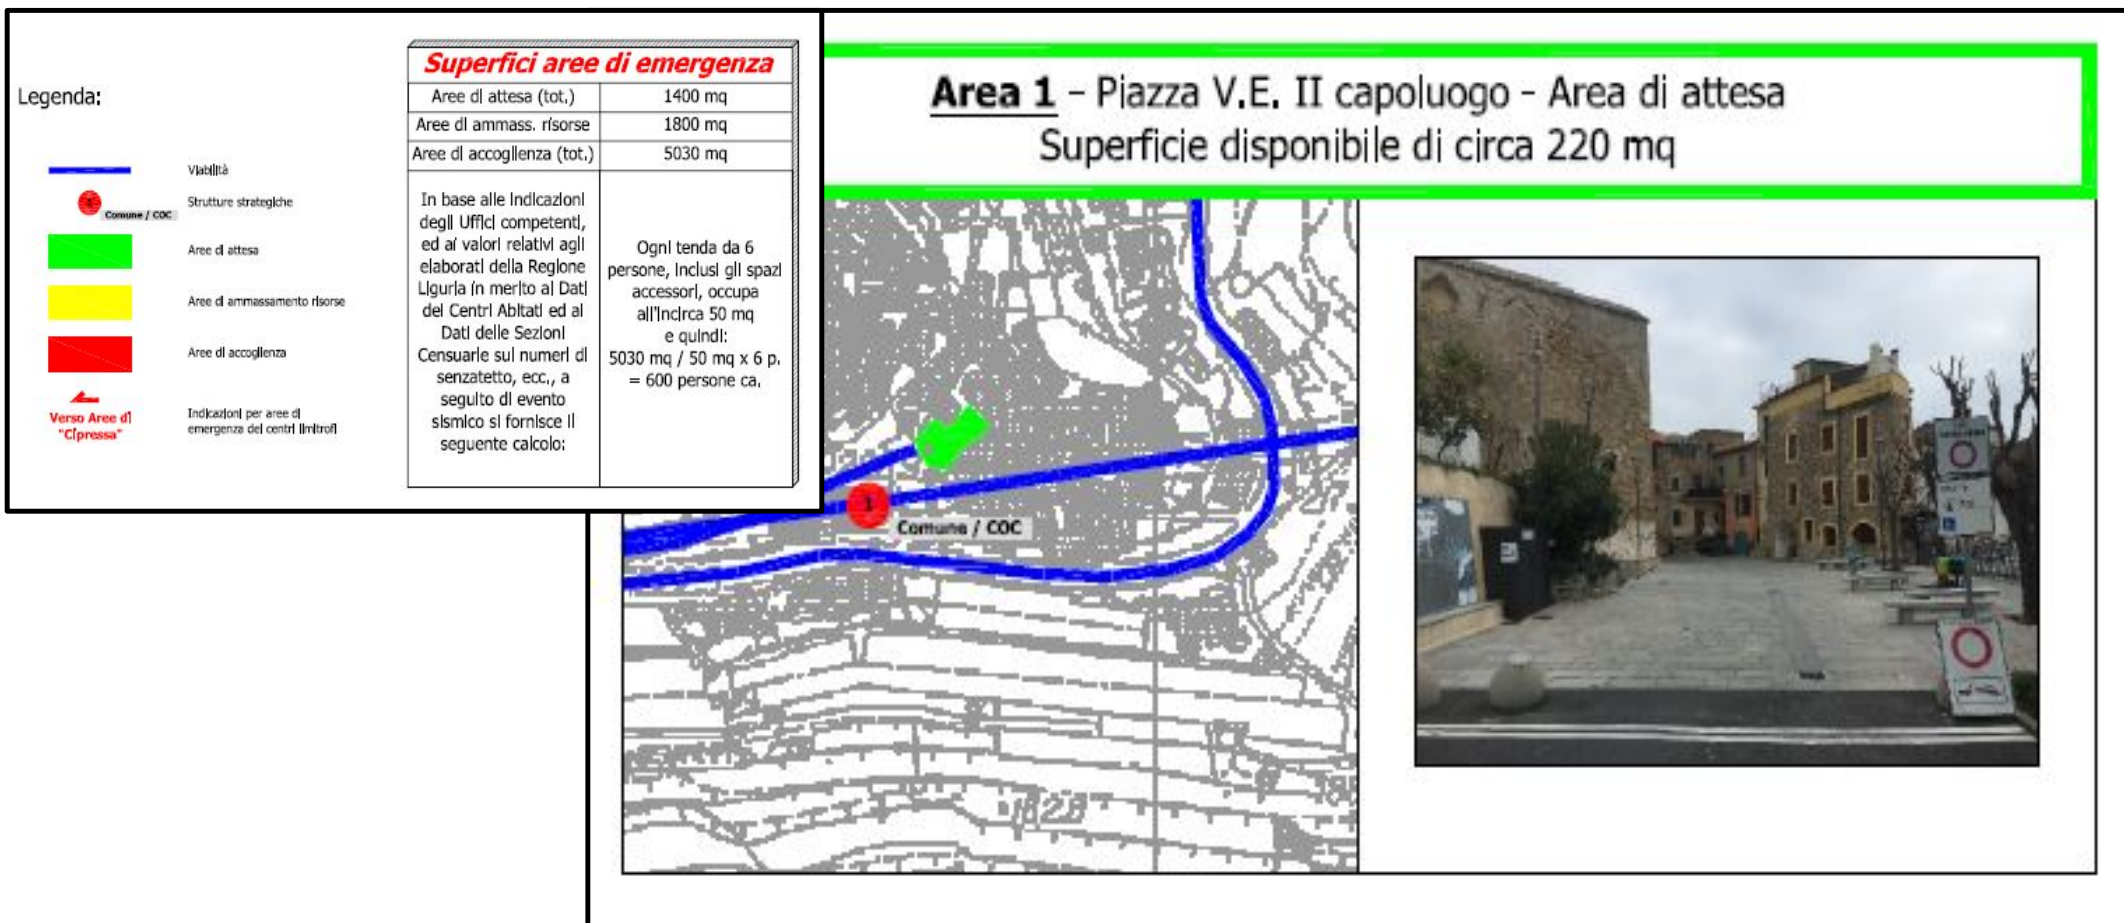 Legenda:
Viabilità
Comune / COC
Strutture strategiche
Aree di attesa
Aree di ammassamento risorse
Aree di accoglienza
Verso Aree di
"Cipressa"
Indicazioni per aree di
emergenza dei centri limitrofi
Superfici aree di emergenza
Aree di attesa (tot.) 1400 mq
Aree di ammass. risorse 1800 mq
Aree di accoglienza (tot.) 5030 mq
In base alle indicazioni
degli Uffici competenti,
ed ai valori relativi agli
elaborati della Regione
Liguria in merito ai Dati
dei Centri Abitati ed ai
Dati delle Sezioni
Censuarie sui numeri di
senzatetto, ecc., a
seguito di evento
sismico si fornisce il
seguente calcolo:
Ogni tenda da 6
persone, inclusi gli spazi
accessori, occupa
all'incirca 50 mq
e quindi:
5030 mq / 50 mq x 6 p.
= 600 persone ca.
Area 1 – Piazza V.E. II capoluogo - Area di attesa
Superficie disponibile di circa 220 mq
1
Comune / COC